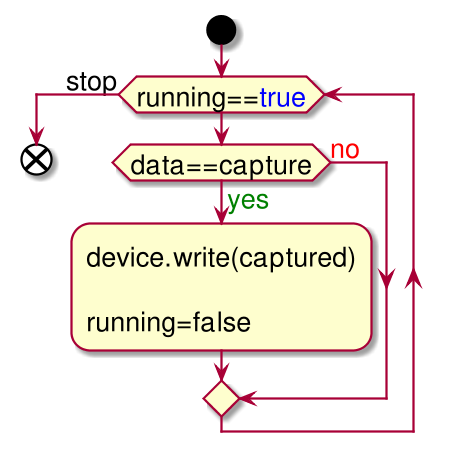 stop
running==true
data==capture
no
yes
device.write(captured)
running=false